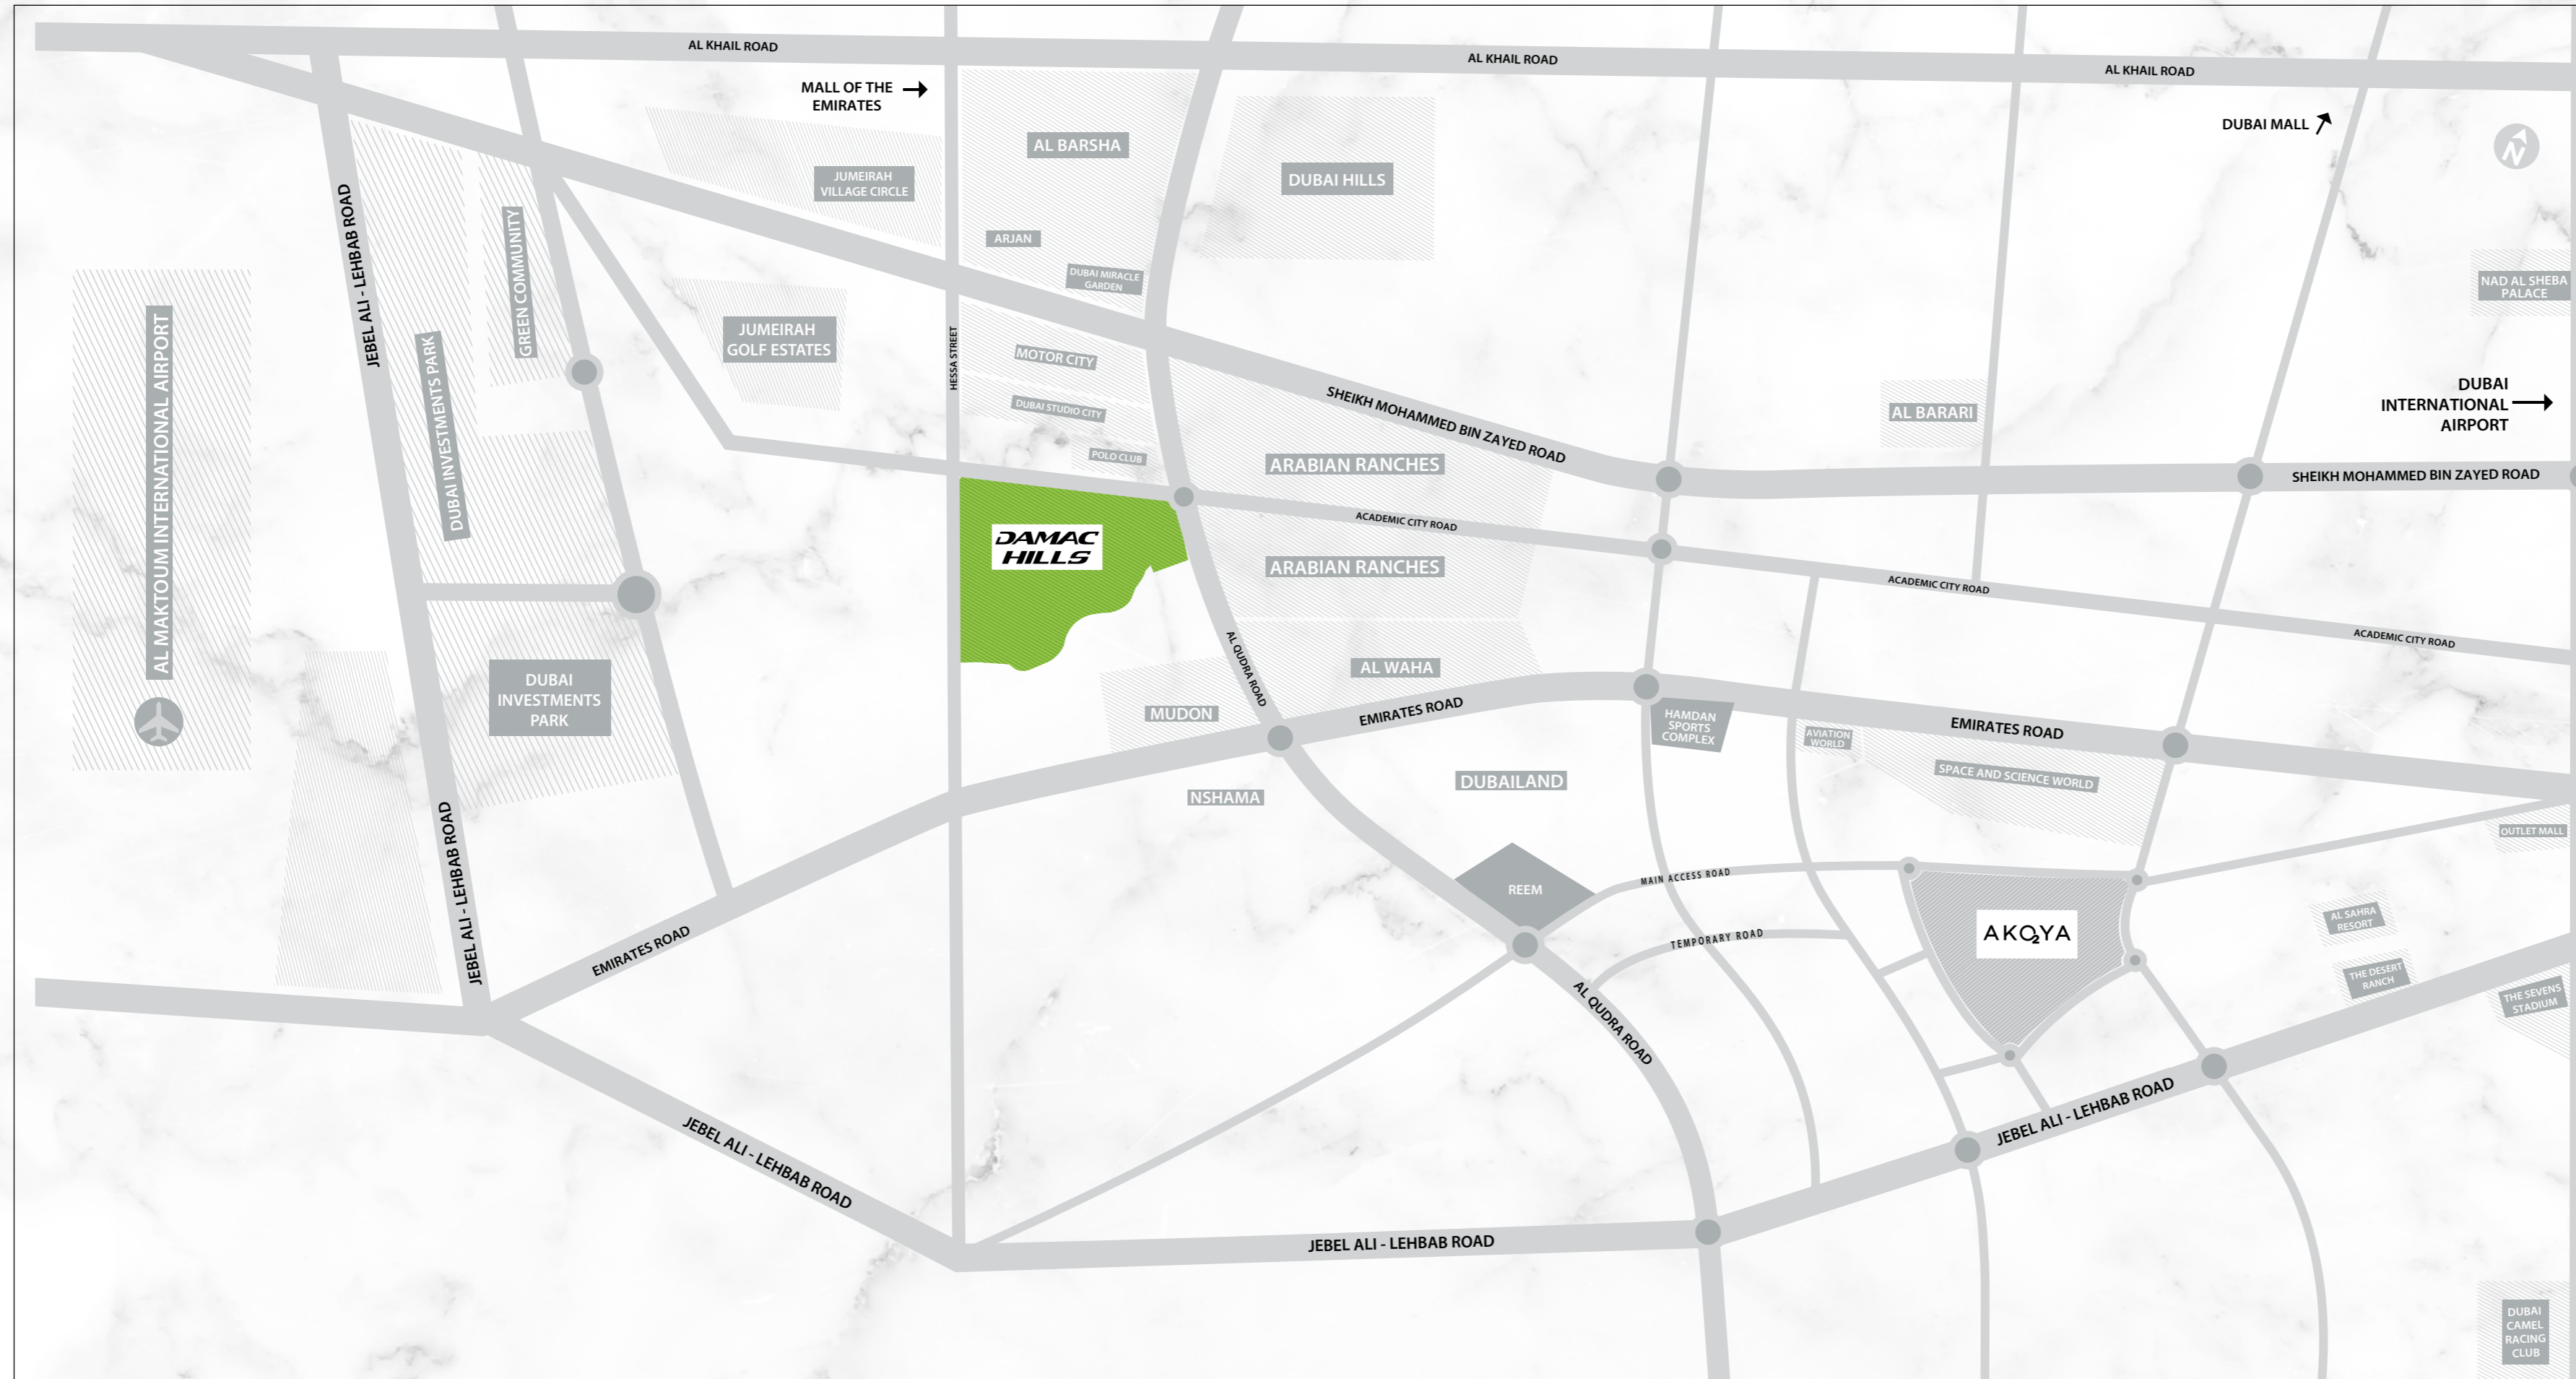 AL KHAIL ROAD
AL KHAIL ROAD
AL KHAIL ROAD
MALL OF THE
EMIRATES
DUBAI MALL
N
AL BARSHA
JUMEIRAH
VILLAGE CIRCLE
DUBAI HILLS
ARJAN
DUBAI MIRACLE
GARDEN
JEBEL ALI - LEHBAB ROAD
GREEN COMMUNITY
NAD AL SHEBA
PALACE
JUMEIRAH
GOLF ESTATES
HESSA STREET
MOTOR CITY
DUBAI STUDIO CITY
POLO CLUB
AL MAKTOUM INTERNATIONAL AIRPORT
DUBAI INVESTMENTS PARK
SHEIKH MOHAMMED BIN ZAYED ROAD
AL BARARI
DUBAI
INTERNATIONAL
AIRPORT
ARABIAN RANCHES
SHEIKH MOHAMMED BIN ZAYED ROAD
DAMAC
HILLS
ACADEMIC CITY ROAD
ARABIAN RANCHES
ACADEMIC CITY ROAD
ACADEMIC CITY ROAD
AL QUDRA ROAD
AL WAHA
DUBAI
INVESTMENTS
PARK
MUDON
EMIRATES ROAD
HAMDAN
SPORTS
COMPLEX
AVIATION
WORLD
EMIRATES ROAD
SPACE AND SCIENCE WORLD
DUBAILAND
NSHAMA
OUTLET MALL
JEBEL ALI - LEHBAB ROAD
REEM
MAIN ACCESS ROAD
TEMPORARY ROAD
AKO2YA
AL SAHRA
RESORT
THE DESERT
RANCH
THE SEVENS
STADIUM
EMIRATES ROAD
AL QUDRA ROAD
JEBEL ALI - LEHBAB ROAD
JEBEL ALI - LEHBAB ROAD
JEBEL ALI - LEHBAB ROAD
DUBAI
CAMEL
RACING
CLUB